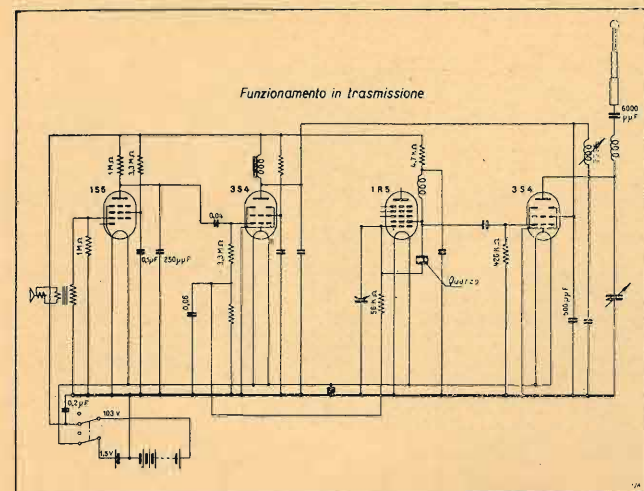 Funzionamento in trasmissione
6000 µµF
1MΩ
3,3MΩ
4,7KΩ
1S5
3S4
1R5
3S4
0,04
1MΩ
0,1µF
250µµF
3,3MΩ
Quarzo
0,06
56KΩ
500µµF
0,2µF
103 V
1,5V